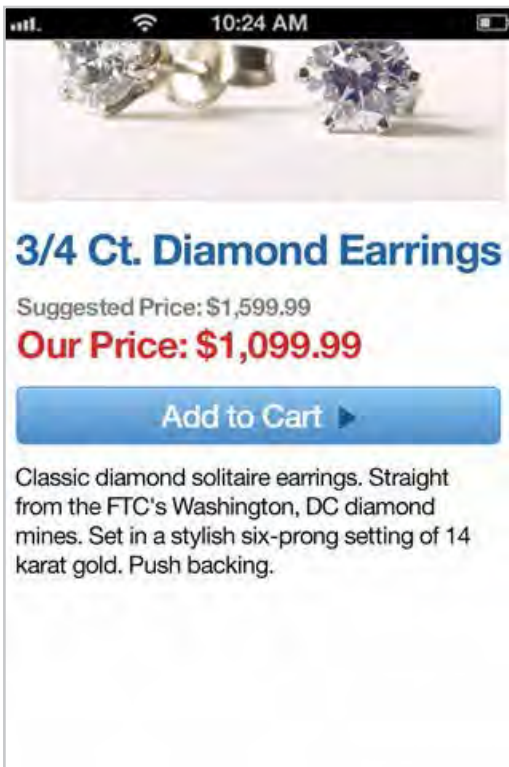 10:24 AM
3/4 Ct. Diamond Earrings
Suggested Price: $1,599.99
Our Price: $1,099.99
Add to Cart
Classic diamond solitaire earrings. Straight
from the FTC's Washington, DC diamond
mines. Set in a stylish six-prong setting of 14
karat gold. Push backing.